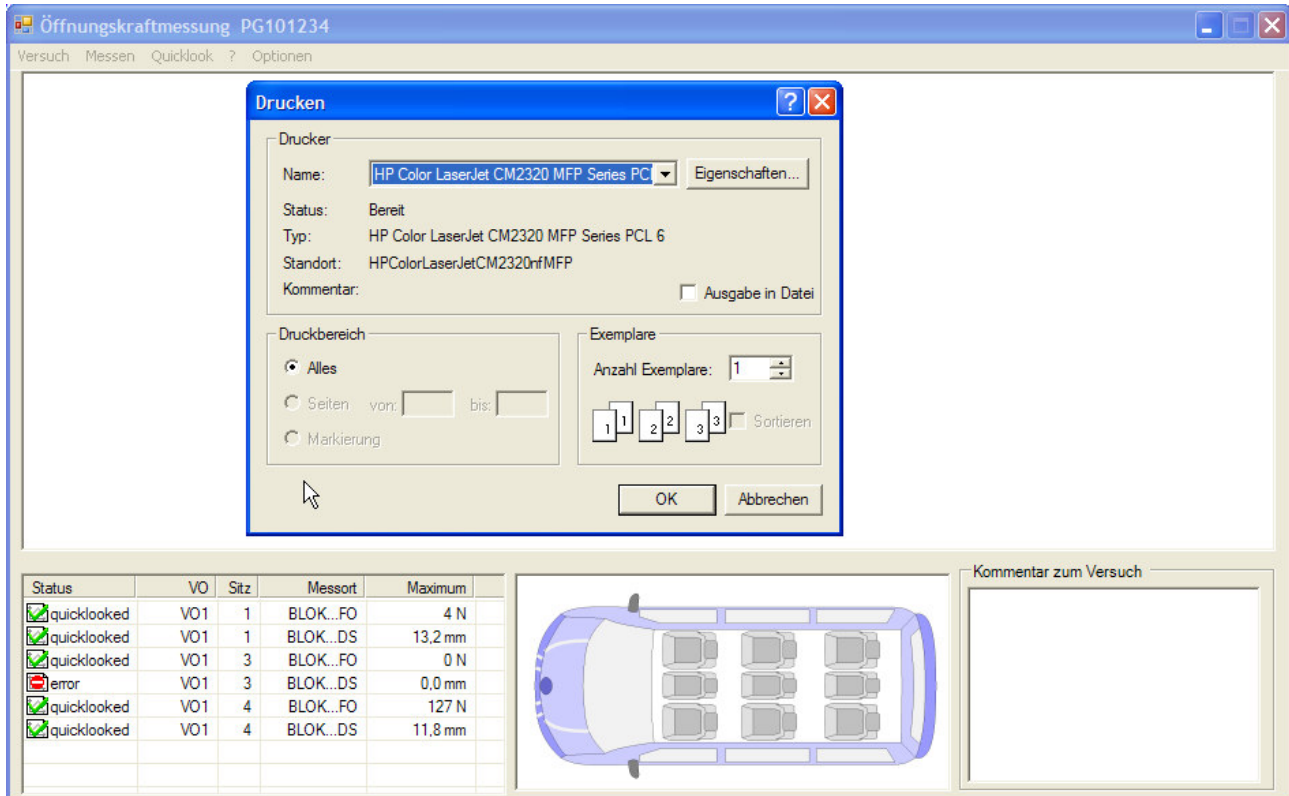 Öffnungskraftmessung PG101234
Versuch Messen Quicklook ? Optionen
Drucken
Drucker
Name: HP Color LaserJet CM2320 MFP Series PCL Eigenschaften...
Status: Bereit
Typ: HP Color LaserJet CM2320 MFP Series PCL 6
Standort: HPColorLaserJetCM2320nfMFP
Kommentar:
Ausgabe in Datei
Druckbereich
Alles
Seiten von: bis:
Markierung
Exemplare
Anzahl Exemplare: 1
1 1 2 2 3 3 Sortieren
OK Abbrechen
Status VO Sitz Messort Maximum
quicklooked VO1 1 BLOK...FO 4 N
quicklooked VO1 1 BLOK...DS 13,2 mm
quicklooked VO1 3 BLOK...FO 0 N
error VO1 3 BLOK...DS 0,0 mm
quicklooked VO1 4 BLOK...FO 127 N
quicklooked VO1 4 BLOK...DS 11,8 mm
Kommentar zum Versuch